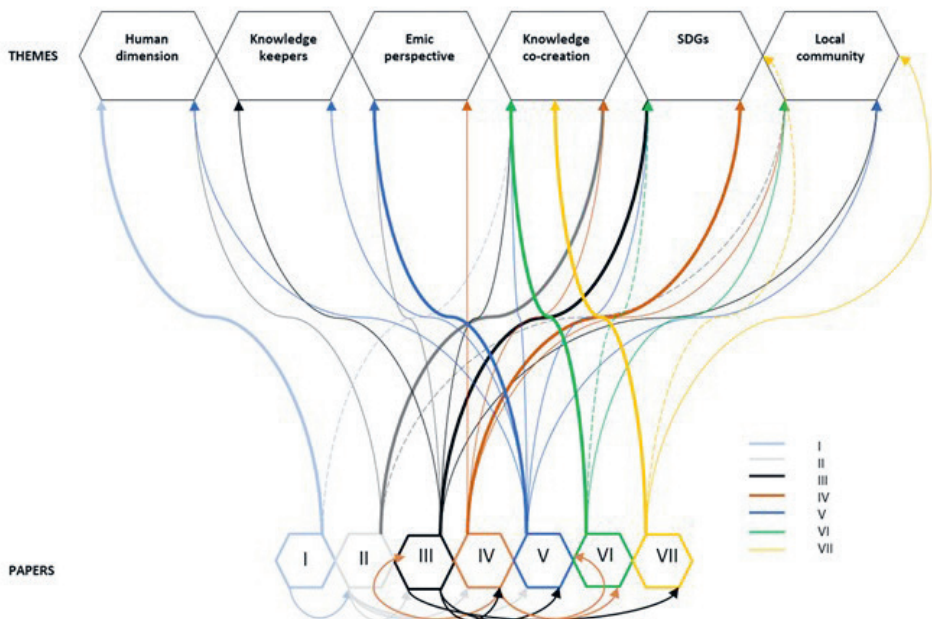 THEMES
Human
dimension
Knowledge
keepers
Emic
perspective
Knowledge
co-creation
SDGs
Local
community
I
II
III
IV
V
VI
VII
PAPERS
I
II
III
IV
V
VI
VII